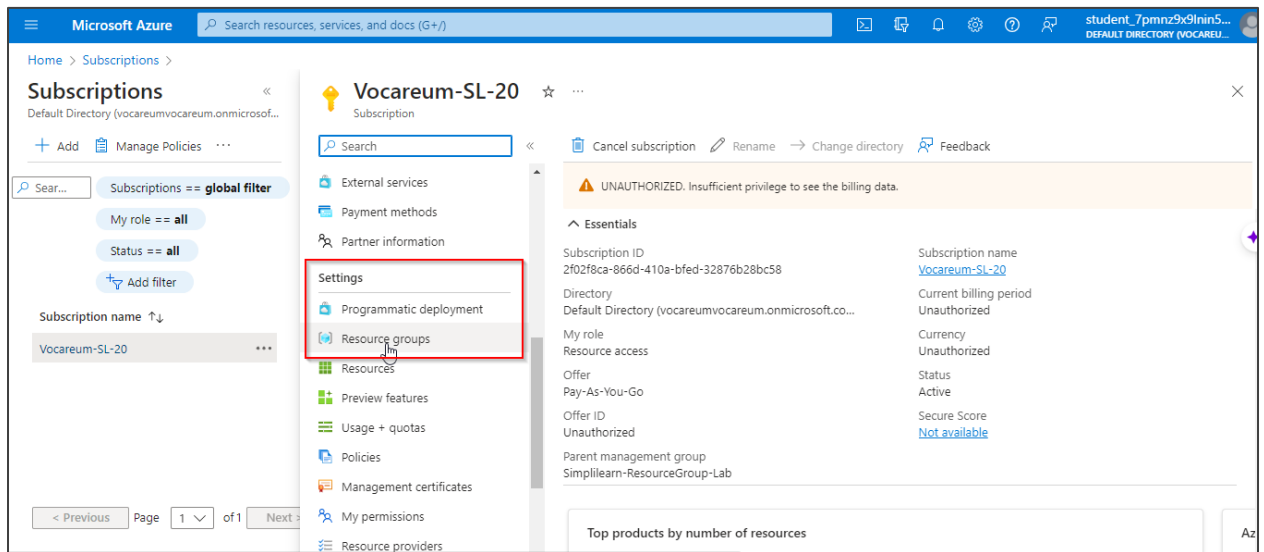 Microsoft Azure
Search resources, services, and docs (G+/)
student_7pmnz9x9lnin5...
DEFAULT DIRECTORY (VOCAREU...
Home > Subscriptions >
Subscriptions
Default Directory (vocareumvocareum.onmicrosof...
+ Add Manage Policies ...
Sear...
Subscriptions == global filter
My role == all
Status == all
Add filter
Subscription name ↑↓
Vocareum-SL-20 ...
< Previous Page 1 of 1 Next >
Vocareum-SL-20 ...
Subscription
Search
External services
Payment methods
Partner information
Settings
Programmatic deployment
Resource groups
Resources
Preview features
Usage + quotas
Policies
Management certificates
My permissions
Resource providers
Cancel subscription Rename Change directory Feedback
UNAUTHORIZED. Insufficient privilege to see the billing data.
Essentials
Subscription ID
2f02f8ca-866d-410a-bfed-32876b28bc58
Directory
Default Directory (vocareumvocareum.onmicrosoft.co...
My role
Resource access
Offer
Pay-As-You-Go
Offer ID
Unauthorized
Parent management group
Simplilearn-ResourceGroup-Lab
Subscription name
Vocareum-SL-20
Current billing period
Unauthorized
Currency
Unauthorized
Status
Active
Secure Score
Not available
Top products by number of resources
Az